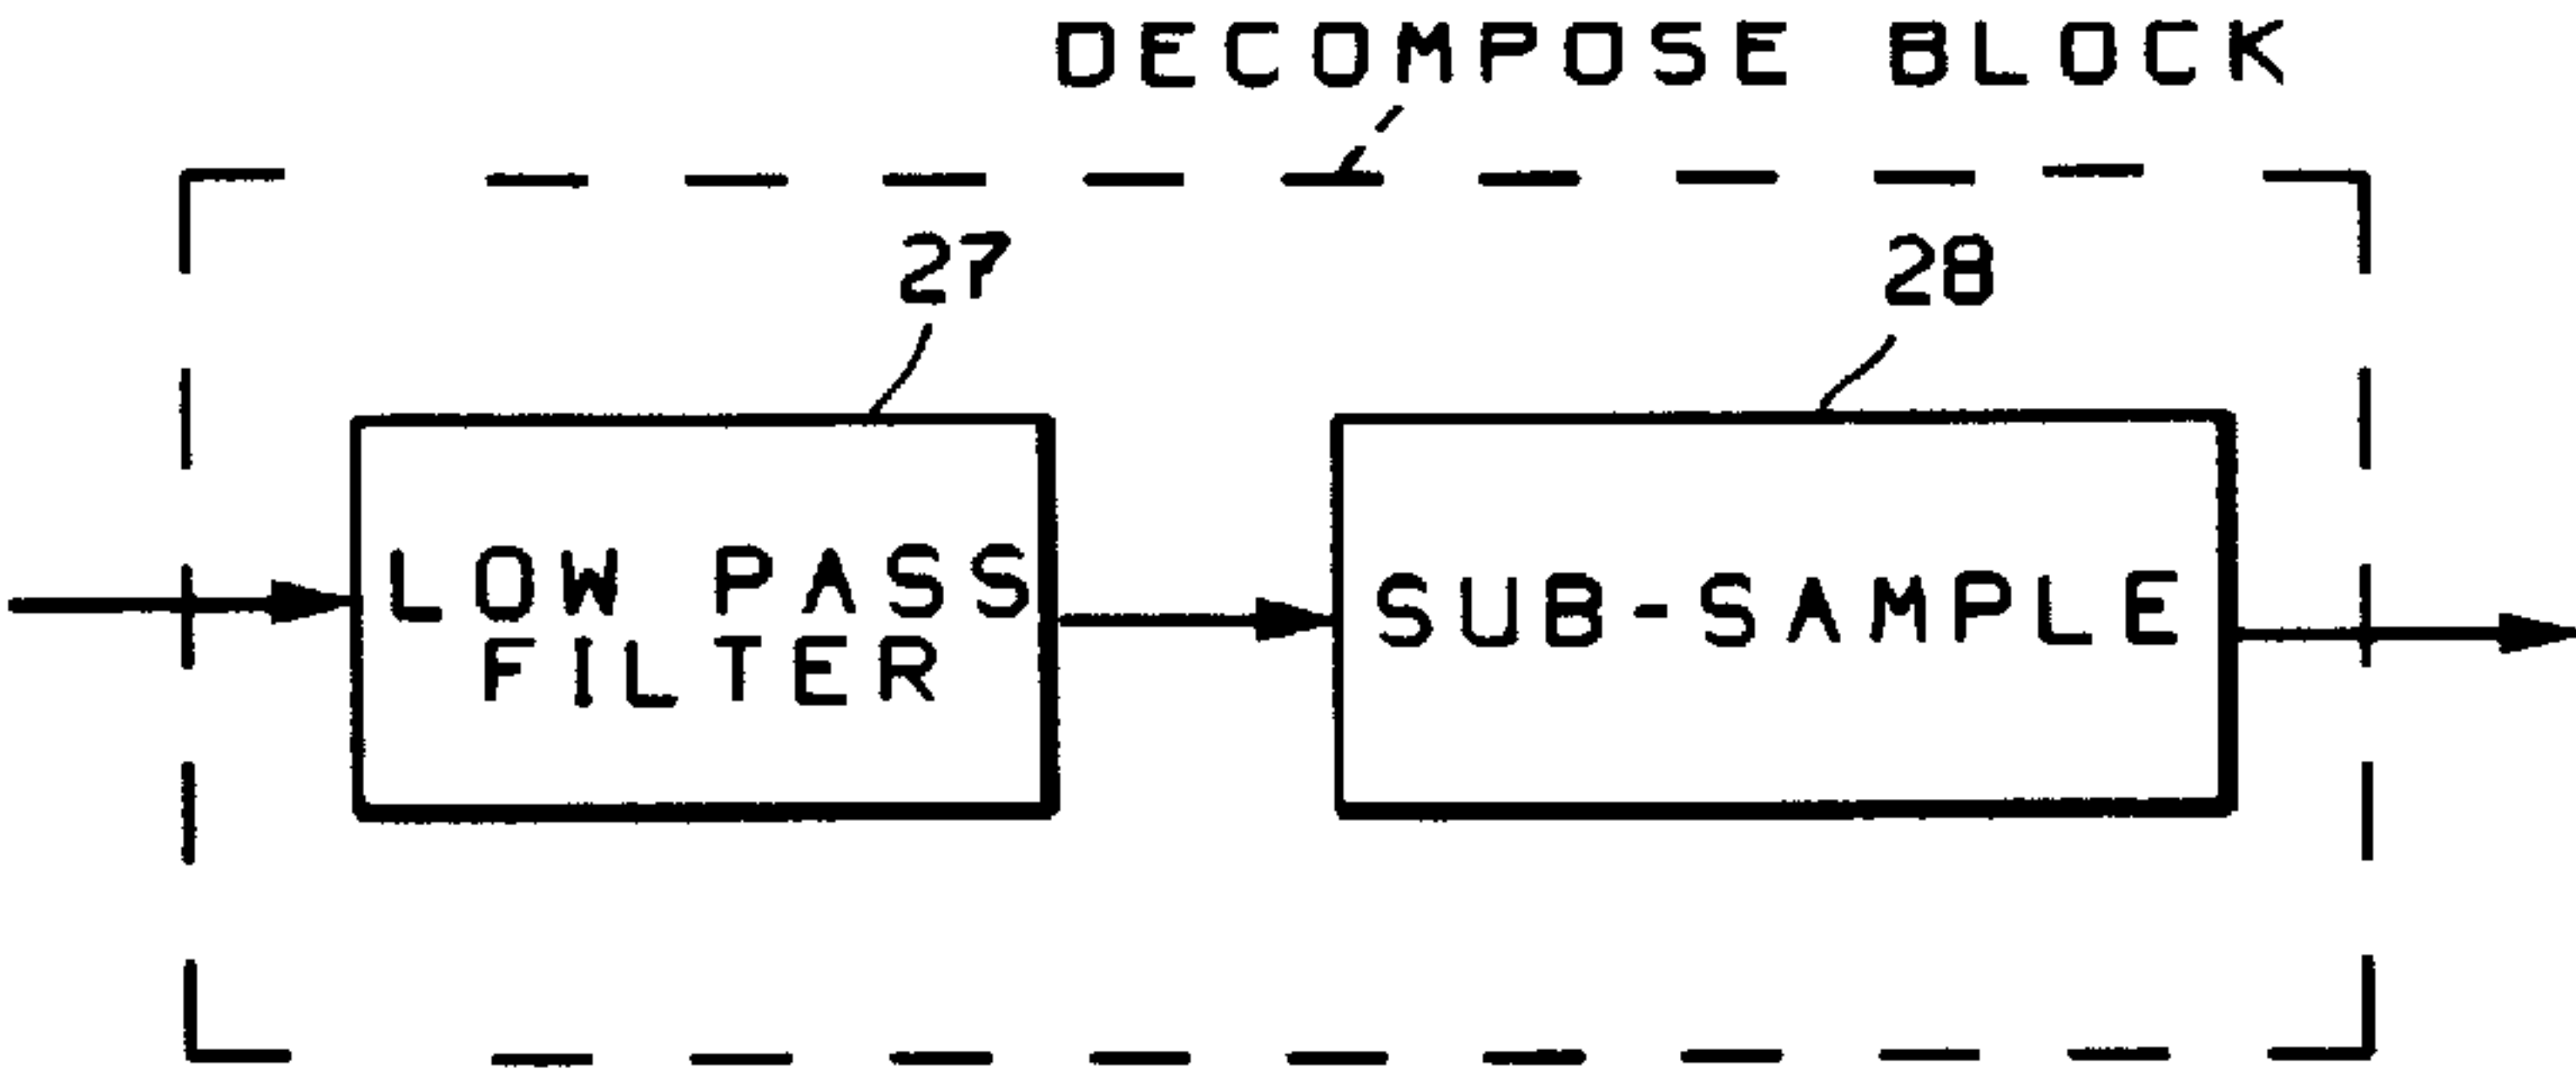 DECOMPOSE BLOCK
27
28
LOW PASS
FILTER
SUB-SAMPLE